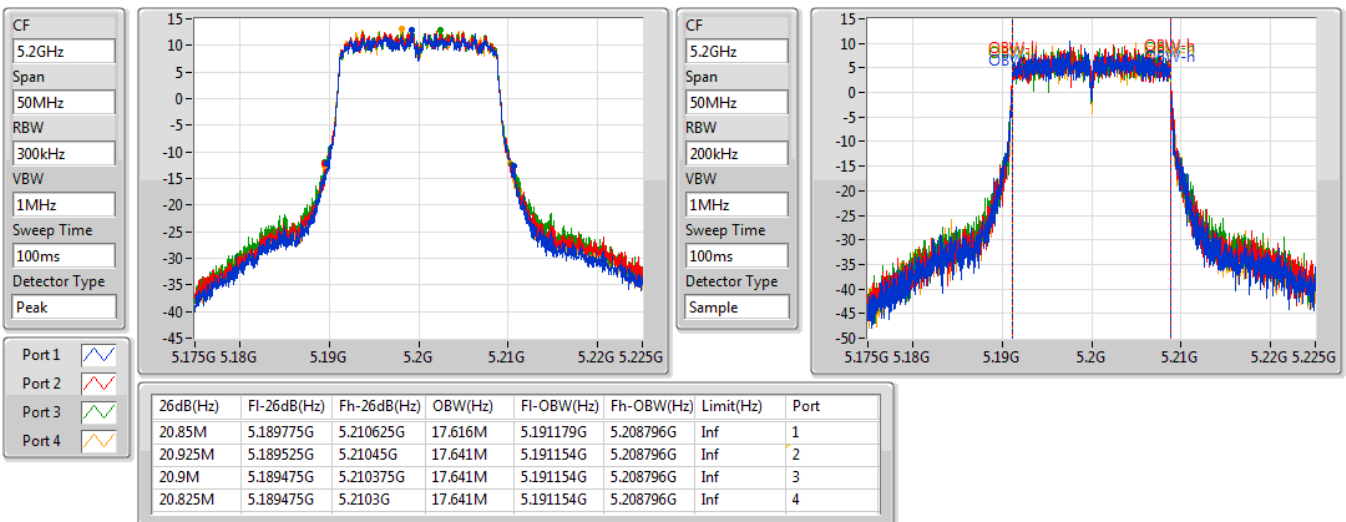 CF
5.2GHz
Span
50MHz
RBW
300kHz
VBW
1MHz
Sweep Time
100ms
Detector Type
Peak
15
10
5
0
-5
-10
-15
-20
-25
-30
-35
-40
-45
5.175G 5.18G 5.19G 5.2G 5.21G 5.22G 5.225G
CF
5.2GHz
Span
50MHz
RBW
200kHz
VBW
1MHz
Sweep Time
100ms
Detector Type
Sample
15
10
5
0
-5
-10
-15
-20
-25
-30
-35
-40
-45
-50
OBW-h
5.175G 5.18G 5.19G 5.2G 5.21G 5.22G 5.225G
Port 1
Port 2
Port 3
Port 4
26dB(Hz) Fl-26dB(Hz) Fh-26dB(Hz) OBW(Hz) Fl-OBW(Hz) Fh-OBW(Hz) Limit(Hz) Port
20.85M 5.189775G 5.210625G 17.616M 5.191179G 5.208796G Inf 1
20.925M 5.189525G 5.21045G 17.641M 5.191154G 5.208796G Inf 2
20.9M 5.189475G 5.210375G 17.641M 5.191154G 5.208796G Inf 3
20.825M 5.189475G 5.2103G 17.641M 5.191154G 5.208796G Inf 4